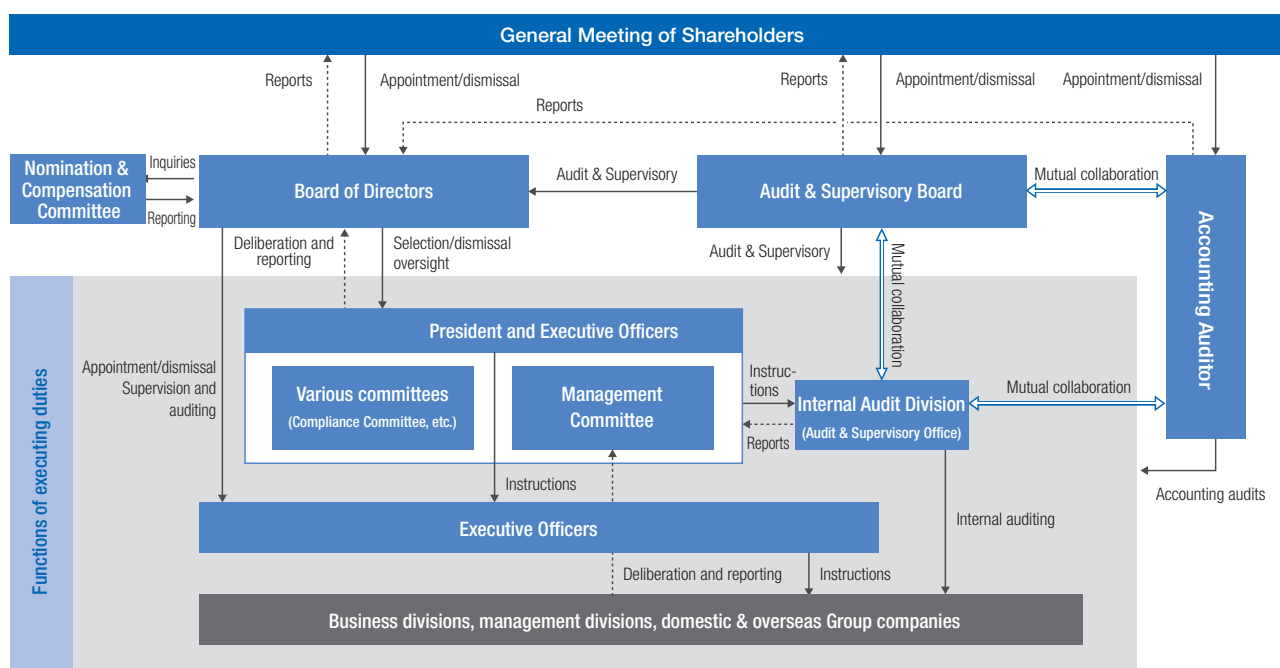 General Meeting of Shareholders
Reports
Appointment/dismissal
Reports
Appointment/dismissal
Appointment/dismissal
Reports
Nomination &
Compensation
Committee
Inquiries
Reporting
Board of Directors
Audit & Supervisory
Audit & Supervisory Board
Mutual collaboration
Accounting Auditor
Deliberation and
reporting
Selection/dismissal
oversight
Audit & Supervisory
Mutual collaboration
Functions of executing duties
President and Executive Officers
Appointment/dismissal
Supervision and
auditing
Various committees
(Compliance Committee, etc.)
Management
Committee
Instruc-
tions
Reports
Internal Audit Division
(Audit & Supervisory Office)
Mutual collaboration
Instructions
Accounting audits
Executive Officers
Internal auditing
Deliberation and reporting
Instructions
Business divisions, management divisions, domestic & overseas Group companies